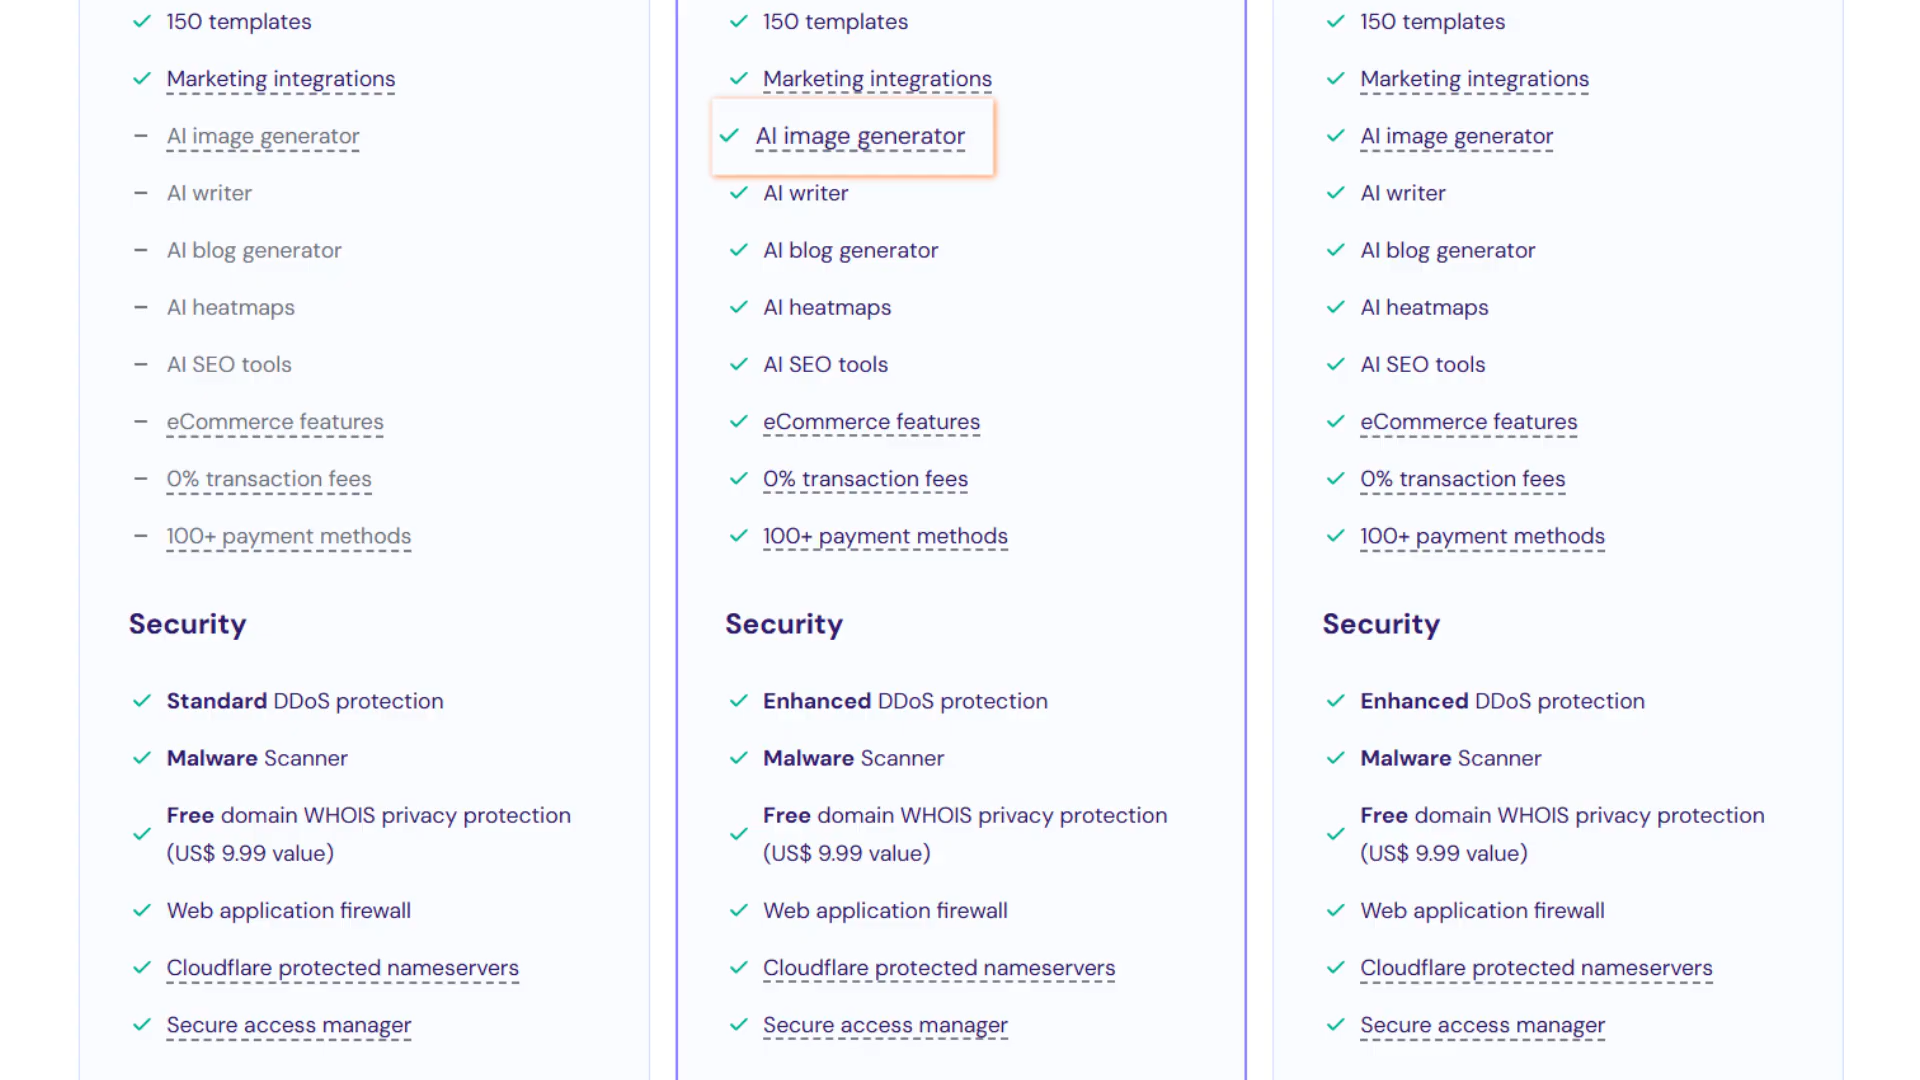 150 templates
Marketing integrations
AI image generator
AI writer
AI blog generator
AI heatmaps
AI SEO tools
eCommerce features
0% transaction fees
100+ payment methods
Security
Standard DDoS protection
Malware Scanner
Free domain WHOIS privacy protection
(US$ 9.99 value)
Web application firewall
Cloudflare protected nameservers
Secure access manager
150 templates
Marketing integrations
AI image generator
AI writer
AI blog generator
AI heatmaps
AI SEO tools
eCommerce features
0% transaction fees
100+ payment methods
Security
Enhanced DDoS protection
Malware Scanner
Free domain WHOIS privacy protection
(US$ 9.99 value)
Web application firewall
Cloudflare protected nameservers
Secure access manager
150 templates
Marketing integrations
AI image generator
AI writer
AI blog generator
AI heatmaps
AI SEO tools
eCommerce features
0% transaction fees
100+ payment methods
Security
Enhanced DDoS protection
Malware Scanner
Free domain WHOIS privacy protection
(US$ 9.99 value)
Web application firewall
Cloudflare protected nameservers
Secure access manager